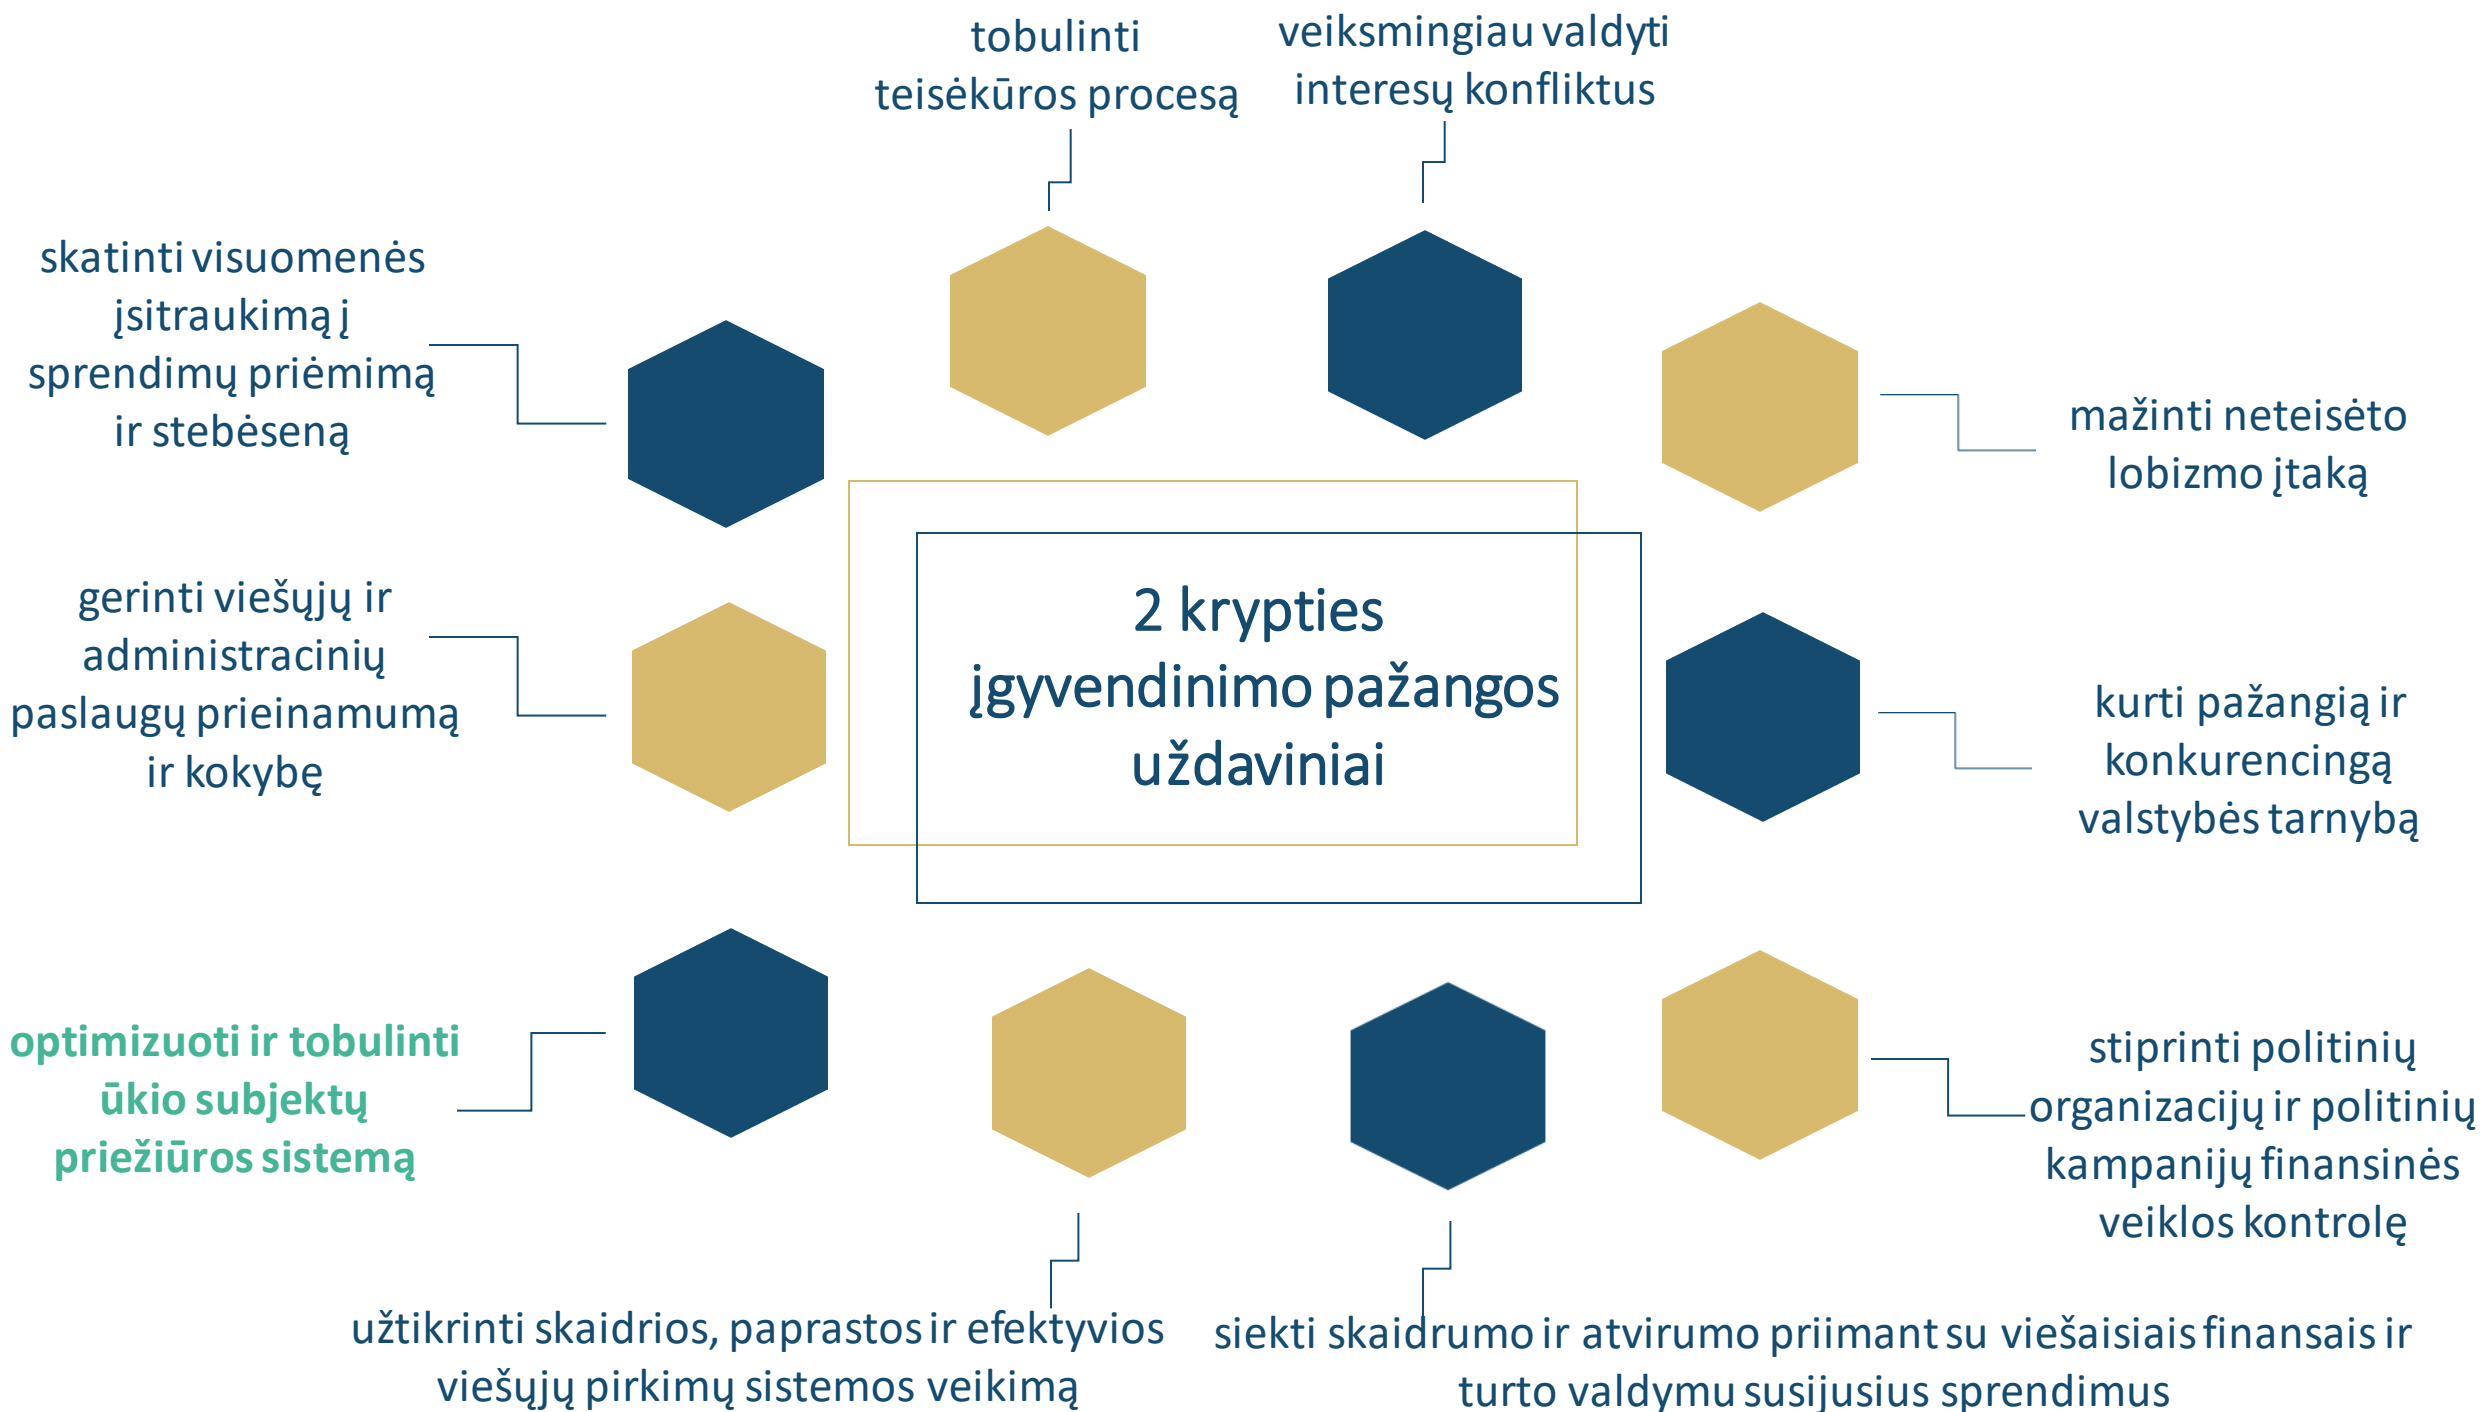 tobulinti
teisėkūros procesą
veiksmingiau valdyti
interesų konfliktus
skatinti visuomenės
įsitraukimą į
sprendimų priėmimą
ir stebėseną
mažinti neteisėto
lobizmo įtaką
gerinti viešųjų ir
administracinių
paslaugų prieinamumą
ir kokybę
2 krypties
įgyvendinimo pažangos
uždaviniai
kurti pažangią ir
konkurencingą
valstybės tarnybą
optimizuoti ir tobulinti
ūkio subjektų
priežiūros sistemą
stiprinti politinių
organizacijų ir politinių
kampanijų finansinės
veiklos kontrolę
užtikrinti skaidrios, paprastos ir efektyvios
viešųjų pirkimų sistemos veikimą
siekti skaidrumo ir atvirumo priimant su viešaisiais finansais ir
turto valdymu susijusius sprendimus